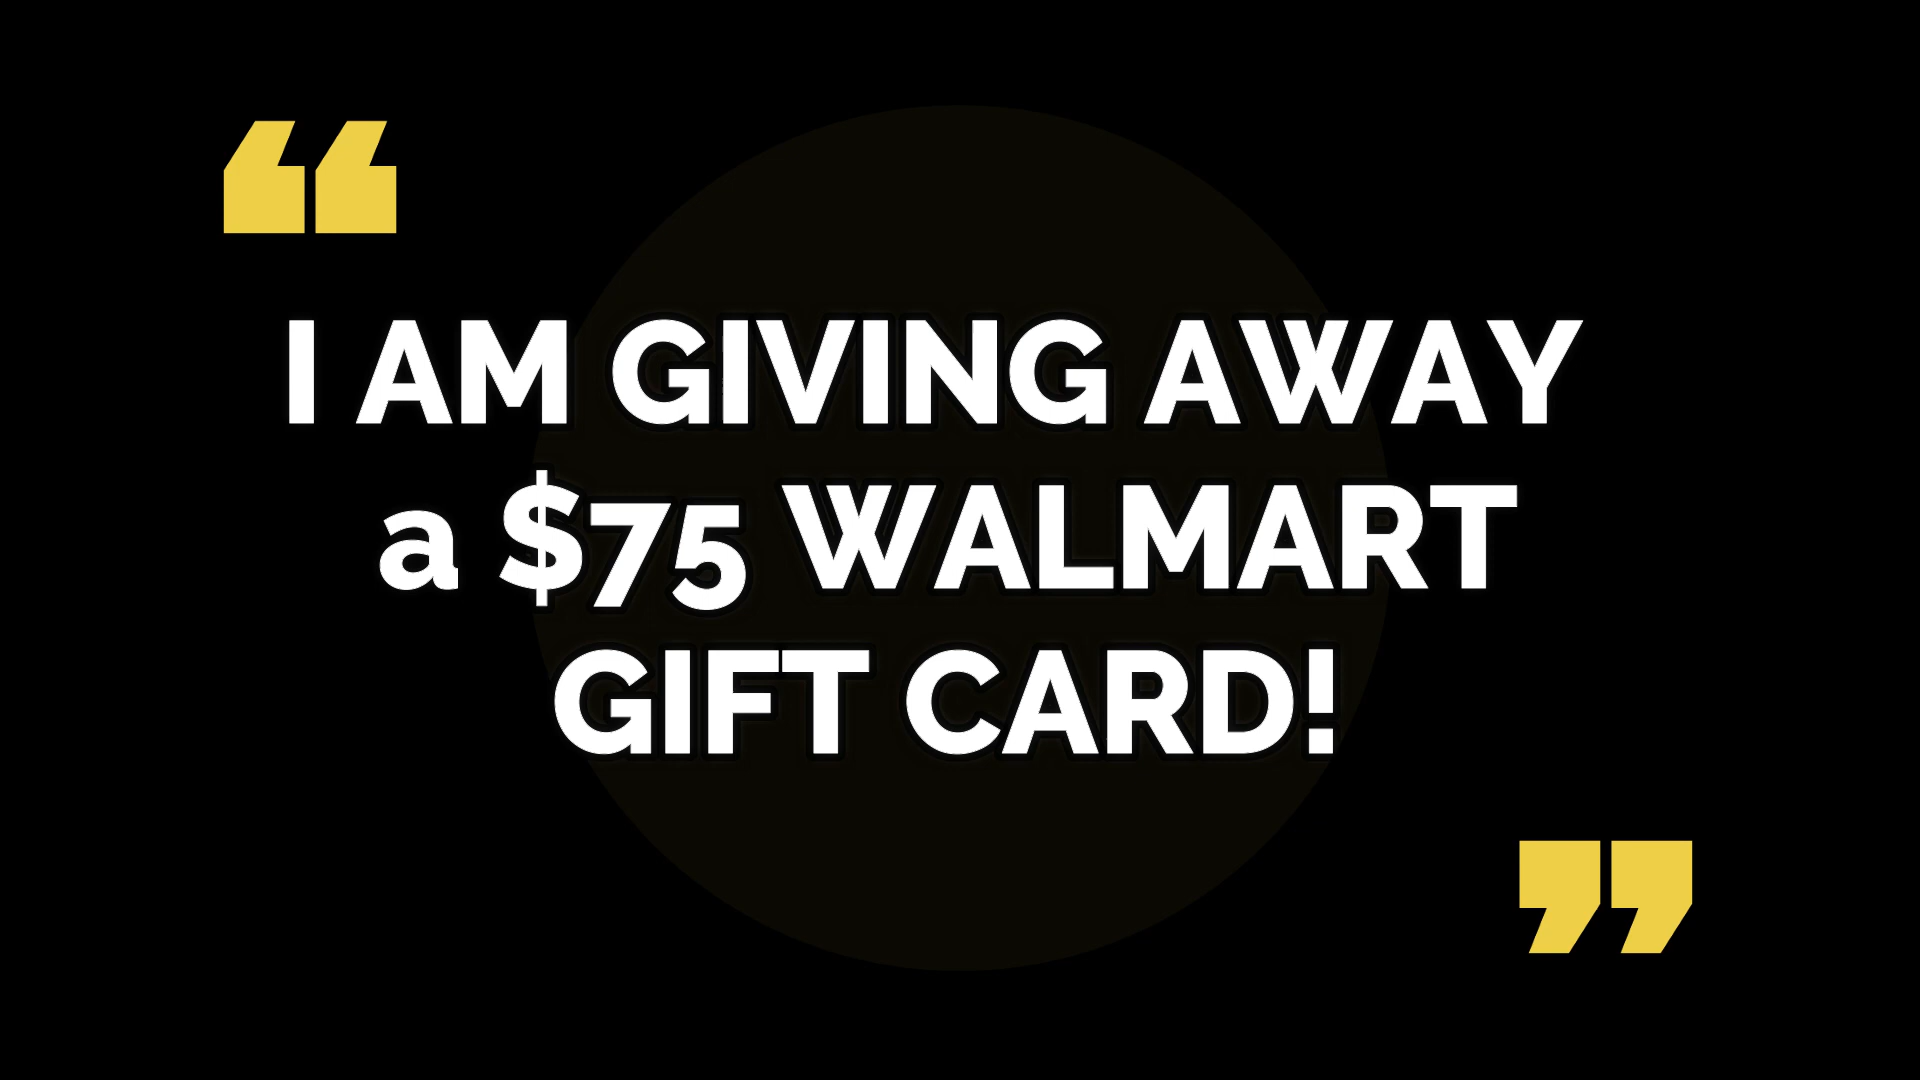 “
I AM GIVING AWAY
a $75 WALMART
GIFT CARD!
”